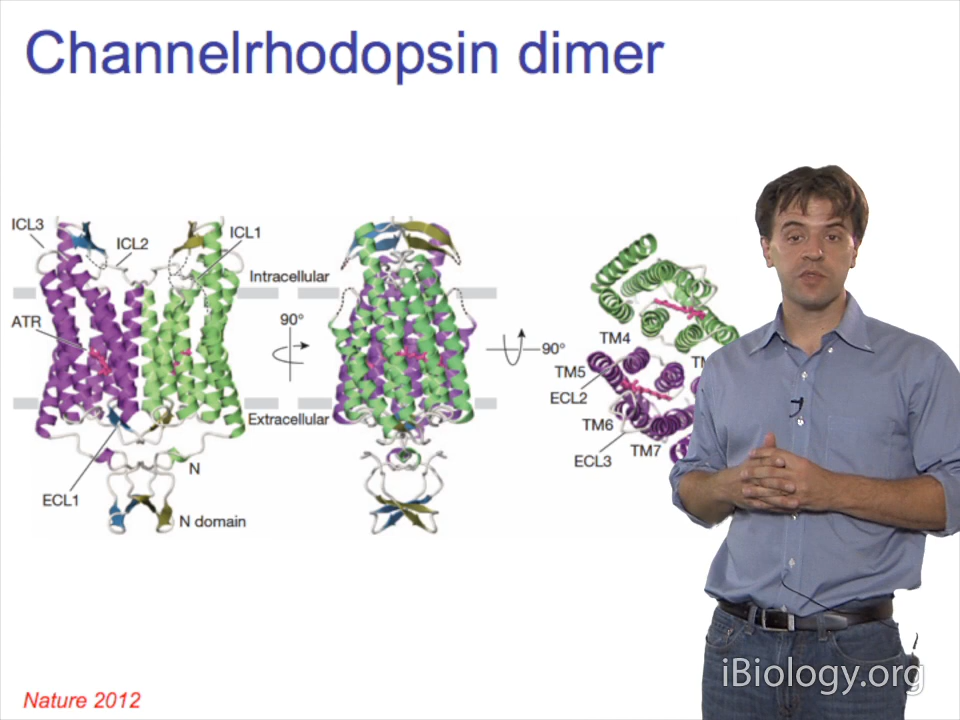 Channelrhodopsin dimer
ICL3
ICL2
ICL1
Intracellular
ATR
90°
90°
TM4
TM5
ECL2
Extracellular
TM6
TM7
ECL3
N
ECL1
N domain
Nature 2012
iBiology.org